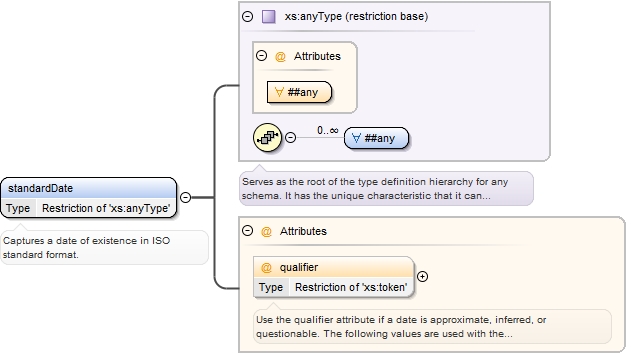 xs:anyType (restriction base)
@ Attributes
##any
0..∞
##any
Serves as the root of the type definition hierarchy for any
schema. It has the unique characteristic that it can...
standardDate
Type Restriction of 'xs:anyType'
Captures a date of existence in ISO
standard format.
@ Attributes
@ qualifier
Type Restriction of 'xs:token'
Use the qualifier attribute if a date is approximate, inferred, or
questionable. The following values are used with the...